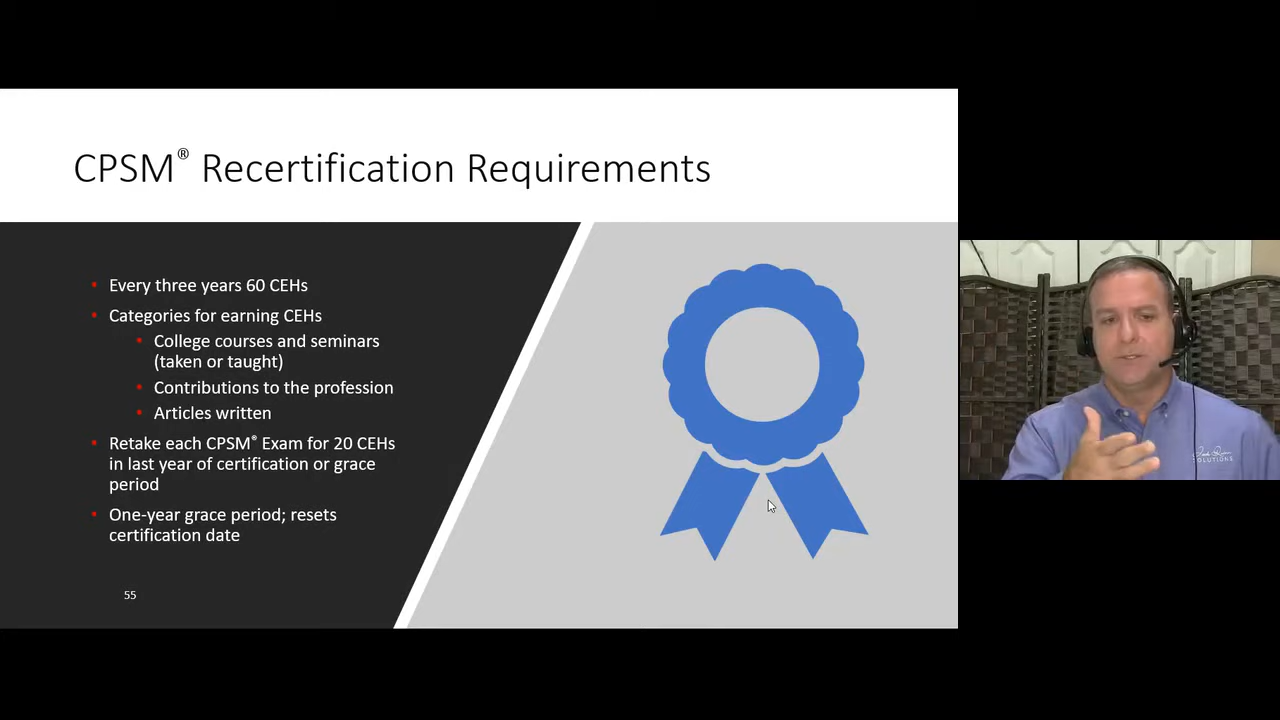 CPSM® Recertification Requirements
• Every three years 60 CEHs
• Categories for earning CEHs
• College courses and seminars
(taken or taught)
• Contributions to the profession
• Articles written
• Retake each CPSM® Exam for 20 CEHs
in last year of certification or grace
period
• One-year grace period; resets
certification date
55
SOLUTIONS